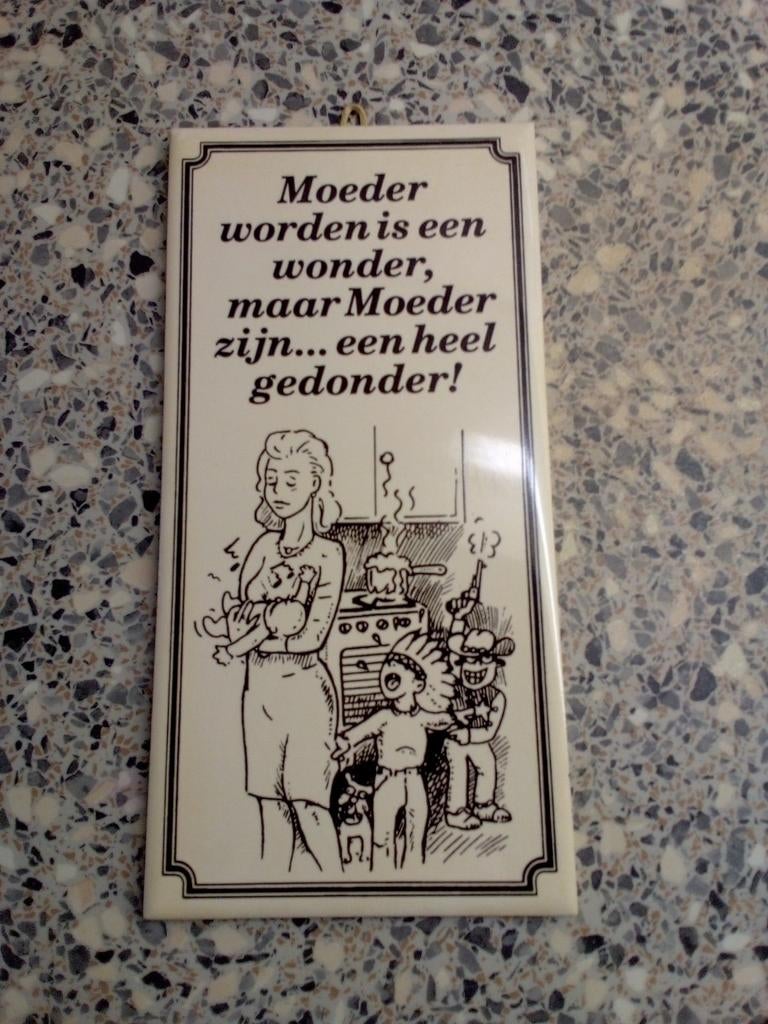 Moeder
worden is een
wonder,
maar Moeder
zijn... een heel
gedonder!